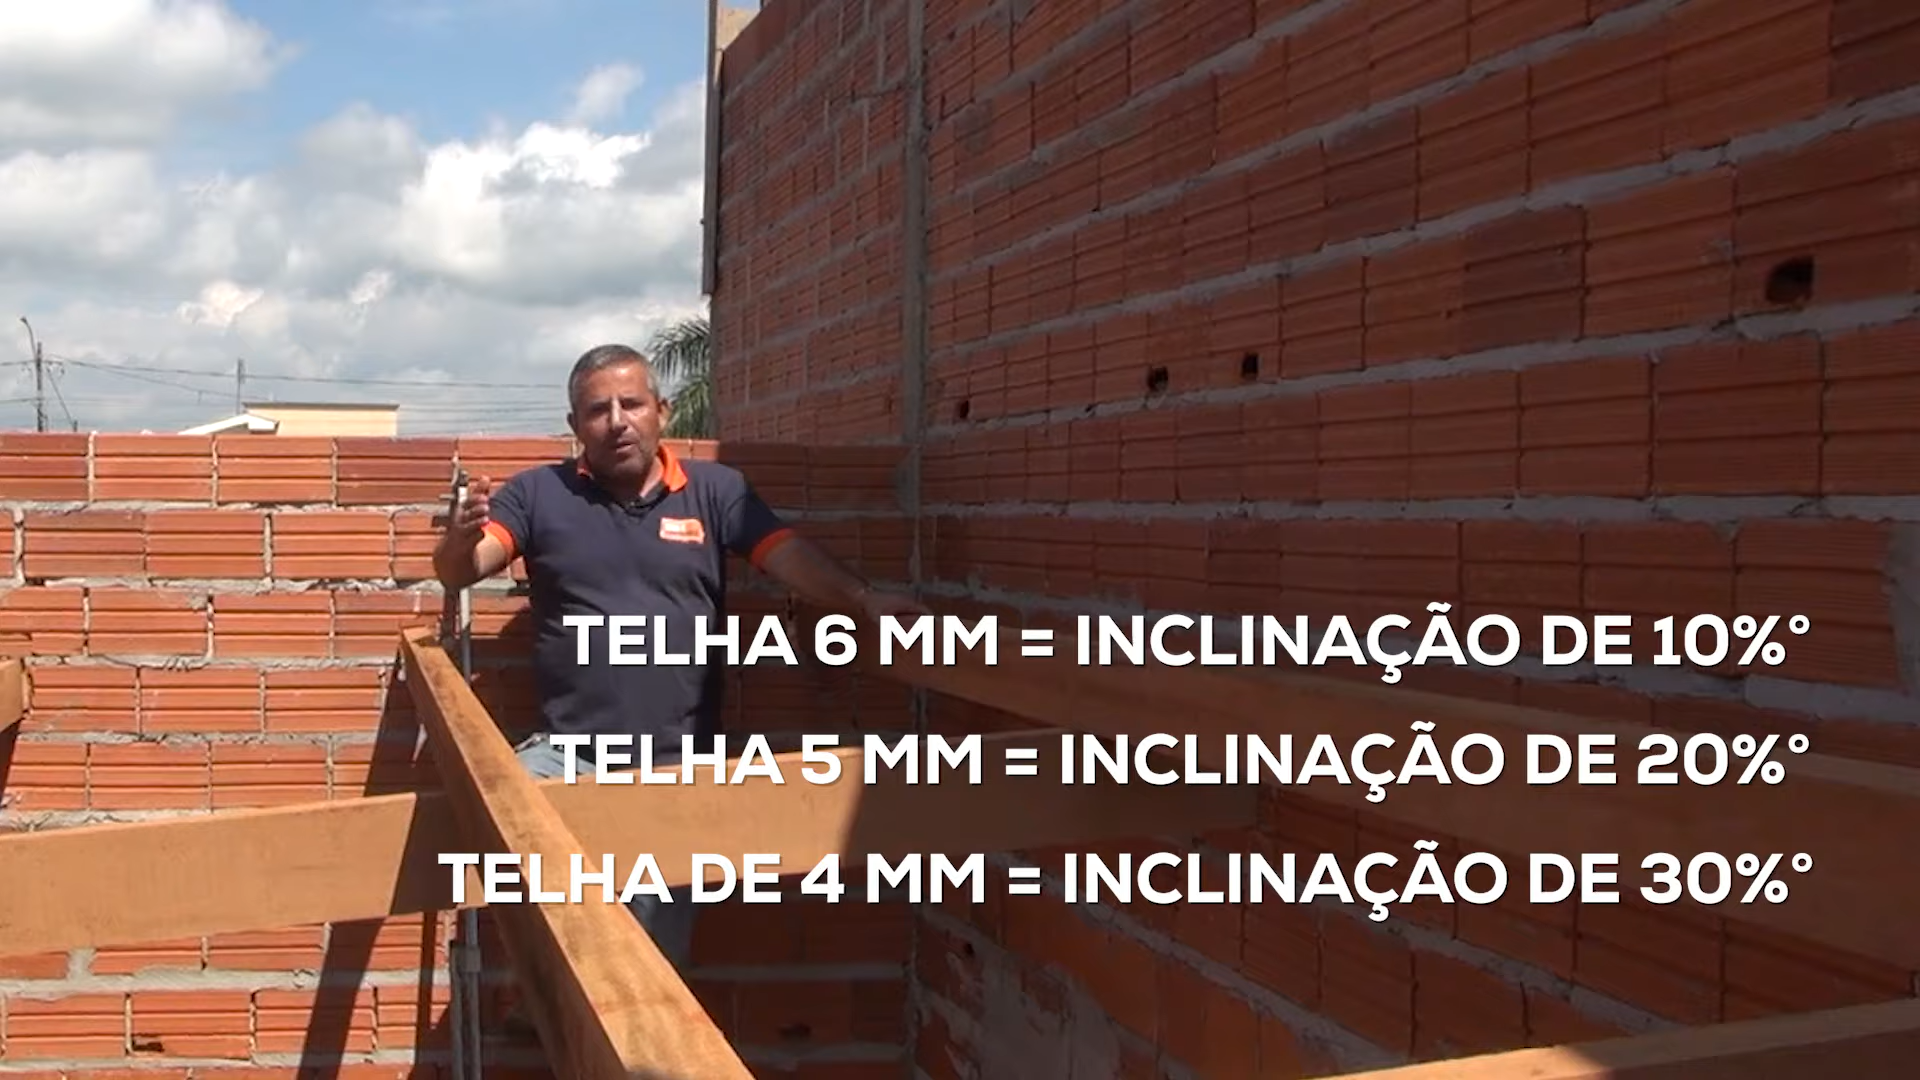 TELHA 6 MM = INCLINAÇÃO DE 10%°
TELHA 5 MM = INCLINAÇÃO DE 20%°
TELHA DE 4 MM = INCLINAÇÃO DE 30%°